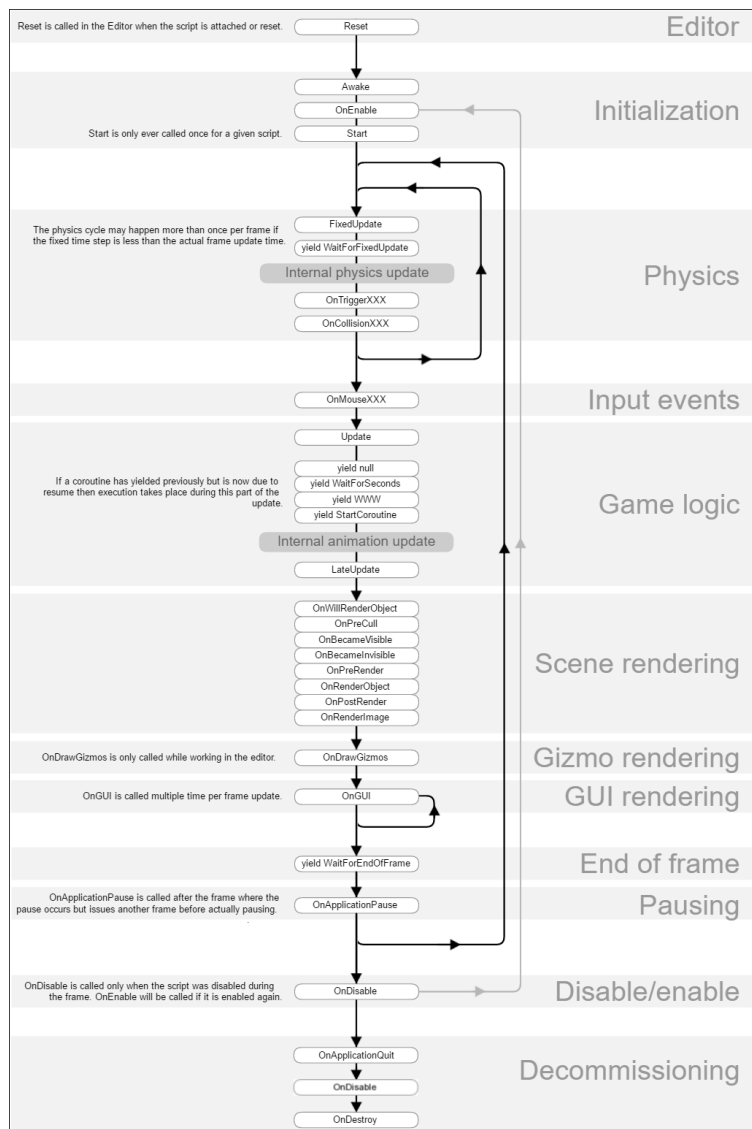 Reset is called in the Editor when the script is attached or reset.
Reset
Editor
Awake
OnEnable
Initialization
Start is only ever called once for a given script.
Start
The physics cycle may happen more than once per frame if
the fixed time step is less than the actual frame update time.
FixedUpdate
yield WaitForFixedUpdate
Internal physics update
Physics
OnTriggerXXX
OnCollisionXXX
OnMouseXXX
Input events
Update
If a coroutine has yielded previously but is now due to
resume then execution takes place during this part of the
update.
yield null
yield WaitForSeconds
yield WWW
yield StartCoroutine
Game logic
Internal animation update
LateUpdate
OnWillRenderObject
OnPreCull
OnBecameVisible
OnBecameInvisible
OnPreRender
OnRenderObject
OnPostRender
OnRenderImage
Scene rendering
OnDrawGizmos is only called while working in the editor.
OnDrawGizmos
Gizmo rendering
OnGUI is called multiple time per frame update.
OnGUI
GUI rendering
yield WaitForEndOfFrame
End of frame
OnApplicationPause is called after the frame where the
pause occurs but issues another frame before actually pausing.
OnApplicationPause
Pausing
OnDisable is called only when the script was disabled during
the frame. OnEnable will be called if it is enabled again.
OnDisable
Disable/enable
OnApplicationQuit
Decommissioning
OnDisable
OnDestroy